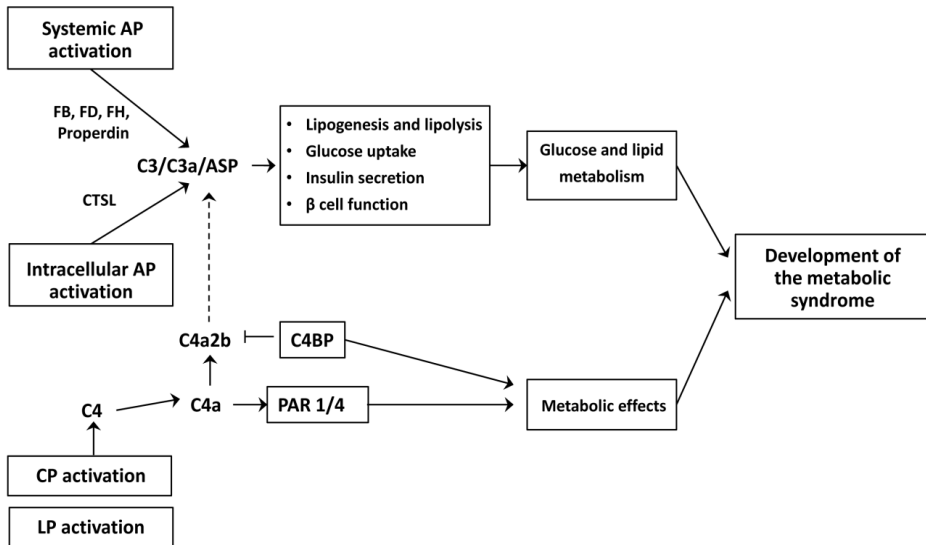 Systemic AP
activation
FB, FD, FH,
Properdin
C3/C3a/ASP
CTSL
Intracellular AP
activation
• Lipogenesis and lipolysis
• Glucose uptake
• Insulin secretion
• β cell function
Glucose and lipid
metabolism
Development of
the metabolic
syndrome
C4a2b
C4BP
C4
C4a
PAR 1/4
Metabolic effects
CP activation
LP activation